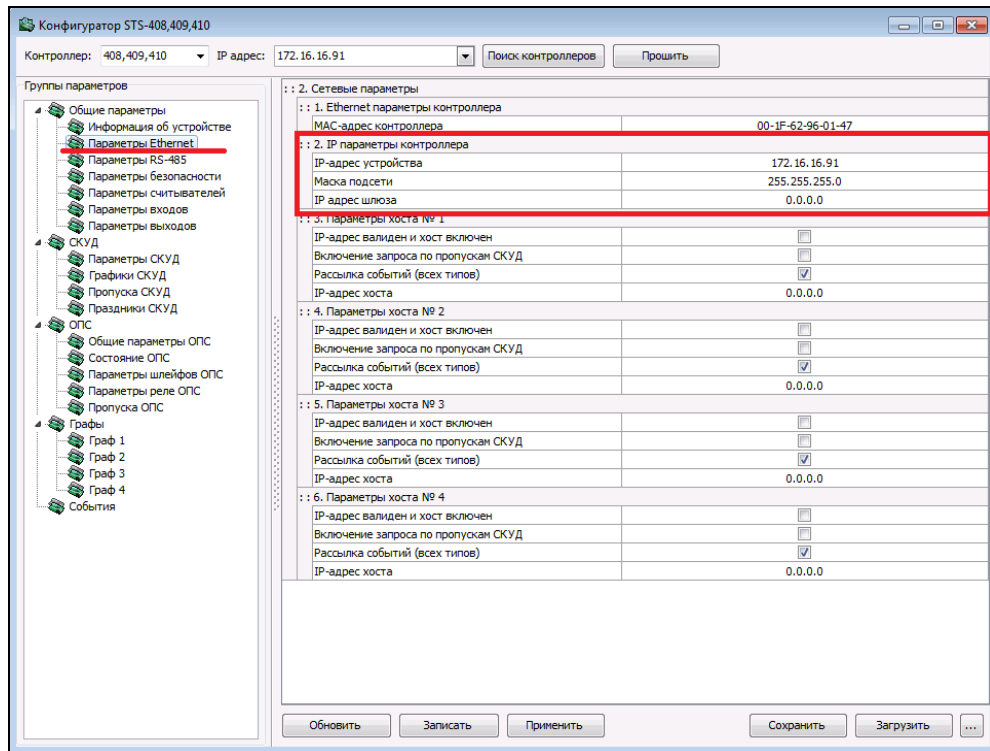 Конфигуратор STS-408,409,410
Контроллер: 408,409,410 IP адрес: 172.16.16.91 Поиск контроллеров Прошить
Группы параметров
Общие параметры
Информация об устройстве
Параметры Ethernet
Параметры RS-485
Параметры безопасности
Параметры считывателей
Параметры входов
Параметры выходов
СКУД
Параметры СКУД
Графики СКУД
Пропуска СКУД
Праздники СКУД
ОПС
Общие параметры ОПС
Состояние ОПС
Параметры шлейфов ОПС
Параметры реле ОПС
Пропуска ОПС
Графы
Граф 1
Граф 2
Граф 3
Граф 4
События
: : 2. Сетевые параметры
: : 1. Ethernet параметры контроллера
MAC-адрес контроллера 00-1F-62-96-01-47
: : 2. IP параметры контроллера
IP-адрес устройства 172.16.16.91
Маска подсети 255.255.255.0
IP адрес шлюза 0.0.0.0
: : 3. Параметры хоста № 1
IP-адрес валиден и хост включен
Включение запроса по пропускам СКУД
Рассылка событий (всех типов)
IP-адрес хоста 0.0.0.0
: : 4. Параметры хоста № 2
IP-адрес валиден и хост включен
Включение запроса по пропускам СКУД
Рассылка событий (всех типов)
IP-адрес хоста 0.0.0.0
: : 5. Параметры хоста № 3
IP-адрес валиден и хост включен
Включение запроса по пропускам СКУД
Рассылка событий (всех типов)
IP-адрес хоста 0.0.0.0
: : 6. Параметры хоста № 4
IP-адрес валиден и хост включен
Включение запроса по пропускам СКУД
Рассылка событий (всех типов)
IP-адрес хоста 0.0.0.0
Обновить Записать Применить Сохранить Загрузить ...